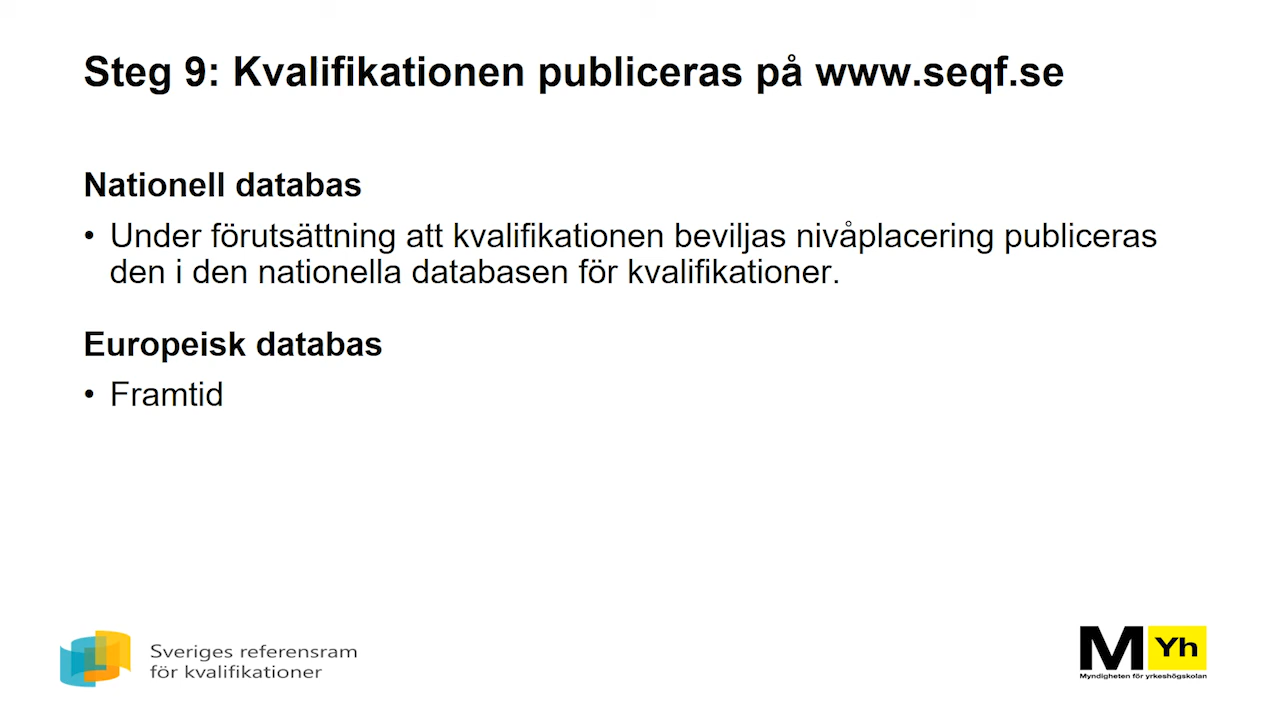 Steg 9: Kvalifikationen publiceras på www.seqf.se
Nationell databas
• Under förutsättning att kvalifikationen beviljas nivåplacering publiceras
den i den nationella databasen för kvalifikationer.
Europeisk databas
• Framtid
Sveriges referensram
för kvalifikationer
M Yh
Myndigheten för yrkeshögskolan